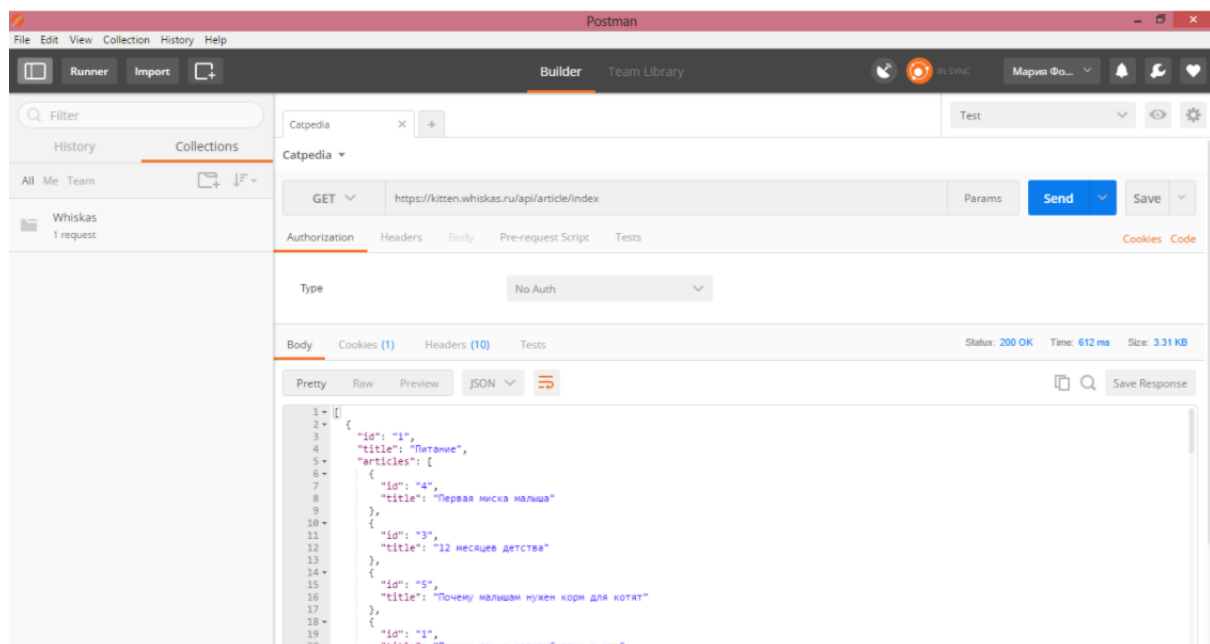 Postman
File Edit View Collection History Help
Runner Import Builder Team Library IN SYNC Мария Фо...
Filter
History Collections
All Me Team
Whiskas
1 request
Catpedia × +
Test
Catpedia
GET https://kitten.whiskas.ru/api/article/index Params Send Save
Authorization Headers Body Pre-request Script Tests Cookies Code
Type No Auth
Body Cookies (1) Headers (10) Tests Status: 200 OK Time: 612 ms Size: 3.31 KB
Pretty Raw Preview JSON Save Response
1 [
2 {
3 "id": "1",
4 "title": "Питание",
5 "articles": [
6 {
7 "id": "4",
8 "title": "Первая миска малыша"
9 },
10 {
11 "id": "3",
12 "title": "12 месяцев детства"
13 },
14 {
15 "id": "5",
16 "title": "Почему малышам нужен корм для котят"
17 },
18 {
19 "id": "1",